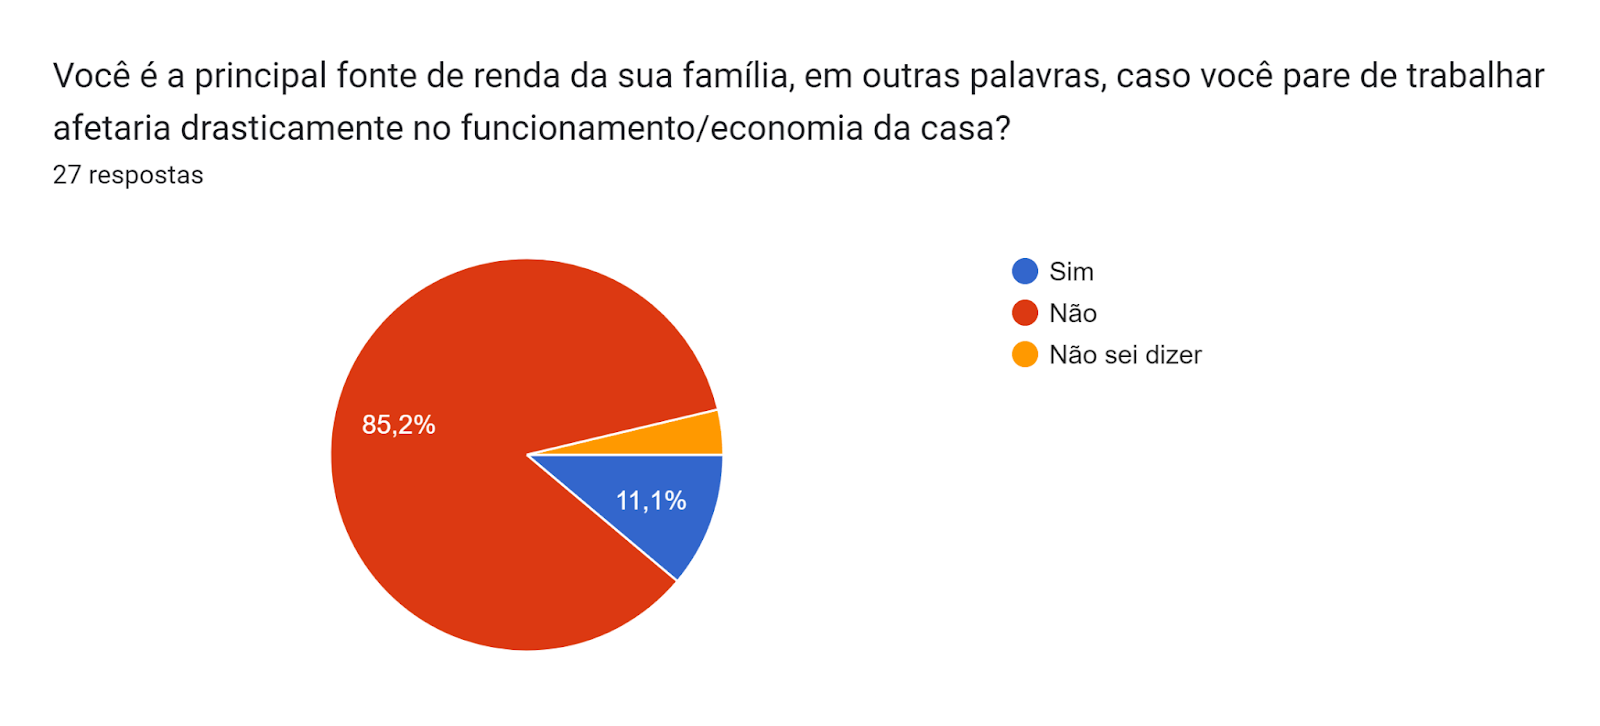 Você é a principal fonte de renda da sua família, em outras palavras, caso você pare de trabalhar
afetaria drasticamente no funcionamento/economia da casa?
27 respostas
Sim
Não
Não sei dizer
85,2%
11,1%